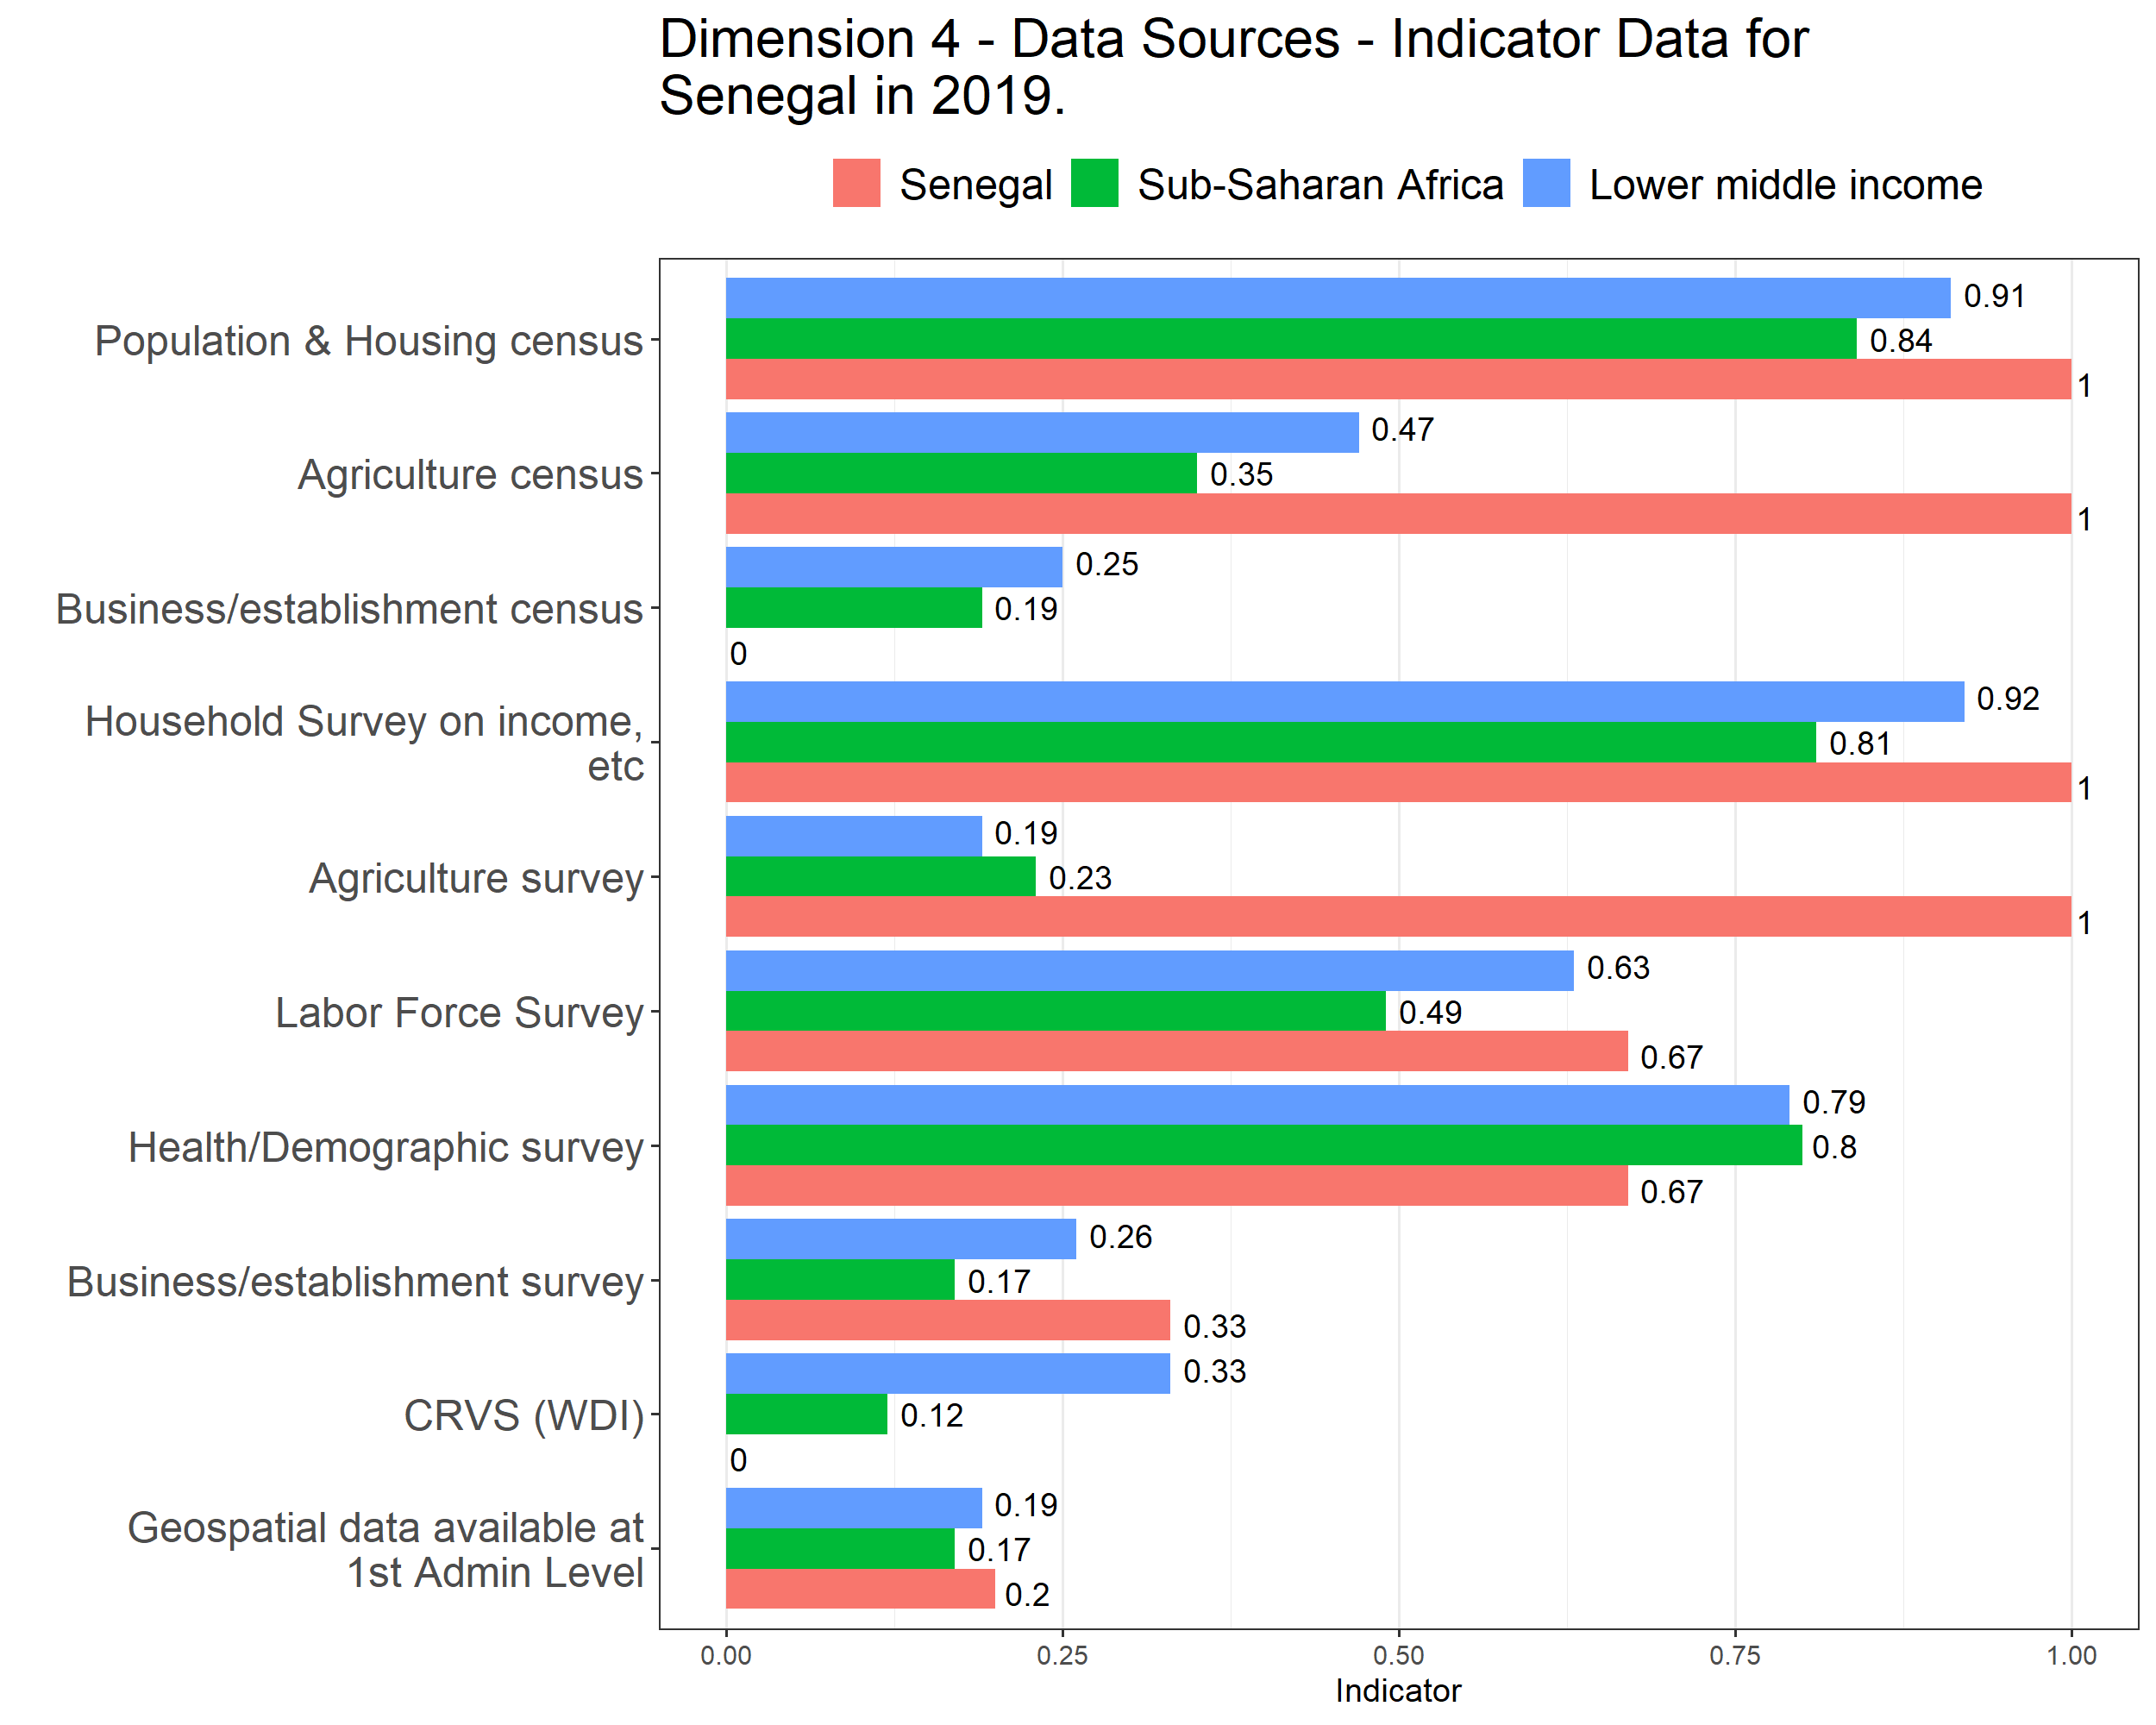 Dimension 4 - Data Sources - Indicator Data for
Senegal in 2019.
Senegal Sub-Saharan Africa Lower middle income
Population & Housing census
0.91
0.84
1
Agriculture census
0.47
0.35
1
Business/establishment census
0.25
0.19
0
Household Survey on income,
etc
0.92
0.81
1
Agriculture survey
0.19
0.23
1
Labor Force Survey
0.63
0.49
0.67
Health/Demographic survey
0.79
0.8
0.67
Business/establishment survey
0.26
0.17
0.33
CRVS (WDI)
0.33
0.12
0
Geospatial data available at
1st Admin Level
0.19
0.17
0.2
0.00 0.25 0.50 0.75 1.00
Indicator